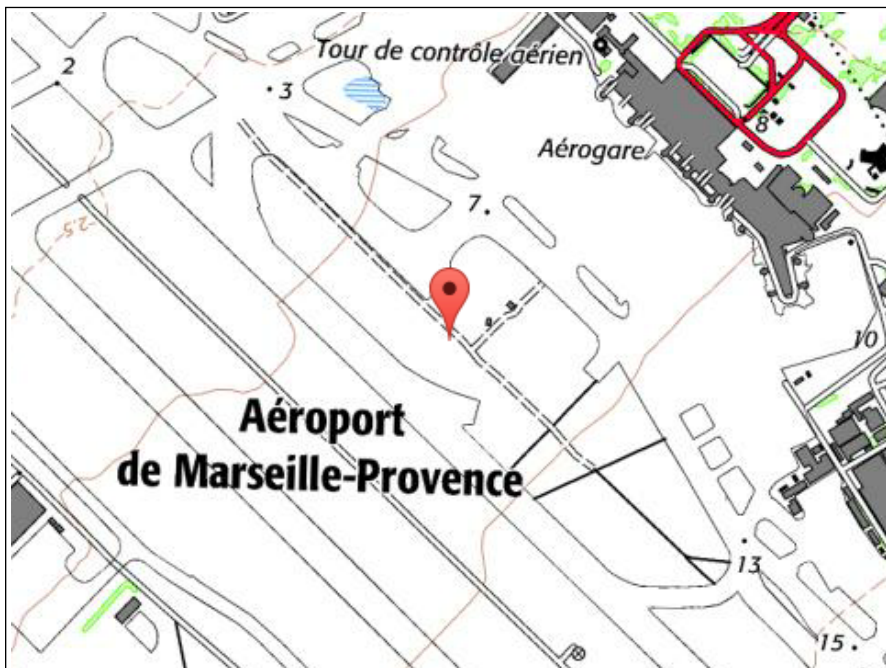 2
Tour de contrôle aérien
3
8
Aérogare
7
2.5
10
Aéroport
de Marseille-Provence
13
15